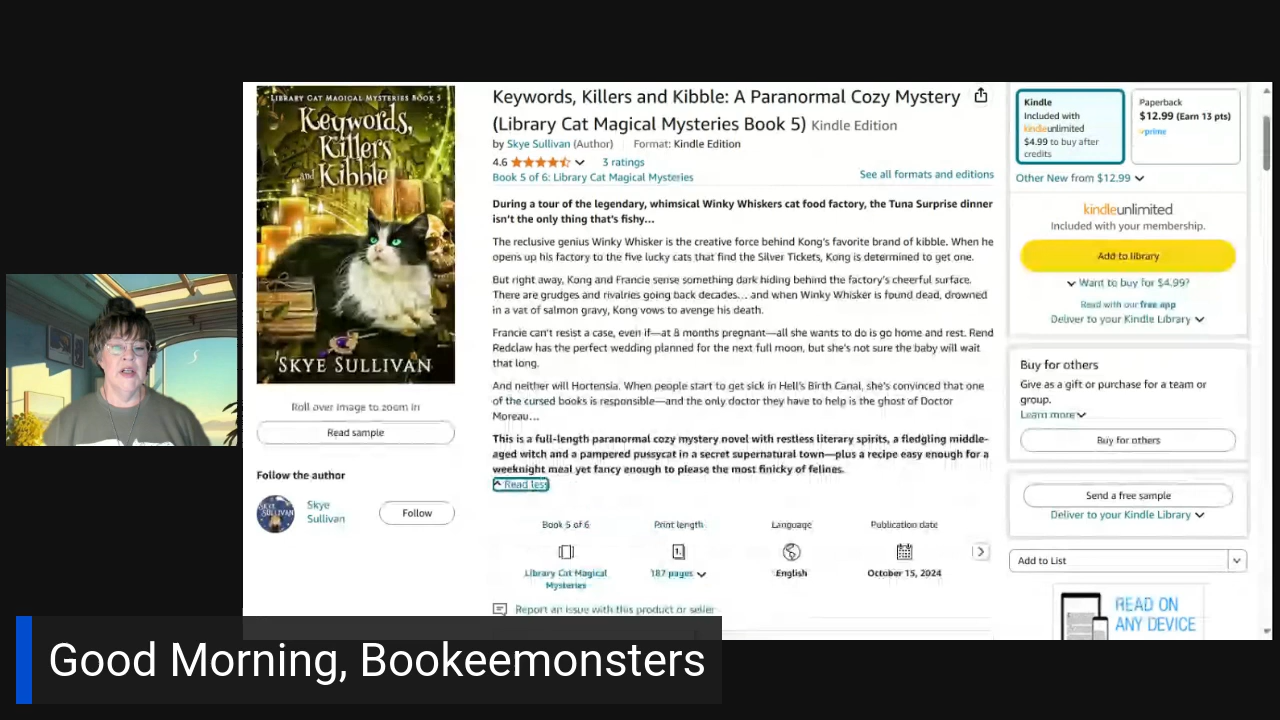 LIBRARY CAT MAGICAL MYSTERIES BOOK 5
Keywords,
Killers
and Kibble
SKYE SULLIVAN
Roll over image to zoom in
Read sample
Follow the author
SKYE
SULLIVAN
Skye
Sullivan
Follow
Keywords, Killers and Kibble: A Paranormal Cozy Mystery
(Library Cat Magical Mysteries Book 5) Kindle Edition
by Skye Sullivan (Author) Format: Kindle Edition
4.6 3 ratings
Book 5 of 6: Library Cat Magical Mysteries
See all formats and editions
During a tour of the legendary, whimsical Winky Whiskers cat food factory, the Tuna Surprise dinner
isn't the only thing that's fishy...
The reclusive genius Winky Whisker is the creative force behind Kong's favorite brand of kibble. When he
opens up his factory to the five lucky cats that find the Silver Tickets, Kong is determined to get one.
But right away, Kong and Francie sense something dark hiding behind the factory's cheerful surface.
There are grudges and rivalries going back decades... and when Winky Whisker is found dead, drowned
in a vat of salmon gravy, Kong vows to avenge his death.
Francie can't resist a case, even if—at 8 months pregnant—all she wants to do is go home and rest. Rend
Redclaw has the perfect wedding planned for the next full moon, but she's not sure the baby will wait
that long.
And neither will Hortensia. When people start to get sick in Hell's Birth Canal, she's convinced that one
of the cursed books is responsible—and the only doctor they have to help is the ghost of Doctor
Moreau...
This is a full-length paranormal cozy mystery novel with restless literary spirits, a fledgling middle-
aged witch and a pampered pussycat in a secret supernatural town—plus a recipe easy enough for a
weeknight meal yet fancy enough to please the most finicky of felines.
Read less
Book 5 of 6
Library Cat Magical
Mysteries
Print length
187 pages
Language
English
Publication date
October 15, 2024
Report an issue with this product or seller
Kindle
Included with
kindleunlimited
$4.99 to buy after
credits
Paperback
$12.99 (Earn 13 pts)
prime
Other New from $12.99
kindleunlimited
Included with your membership.
Add to library
Want to buy for $4.99?
Read with our free app
Deliver to your Kindle Library
Buy for others
Give as a gift or purchase for a team or
group.
Learn more
Buy for others
Send a free sample
Deliver to your Kindle Library
Add to List
READ ON
ANY DEVICE
Good Morning, Bookeemonsters